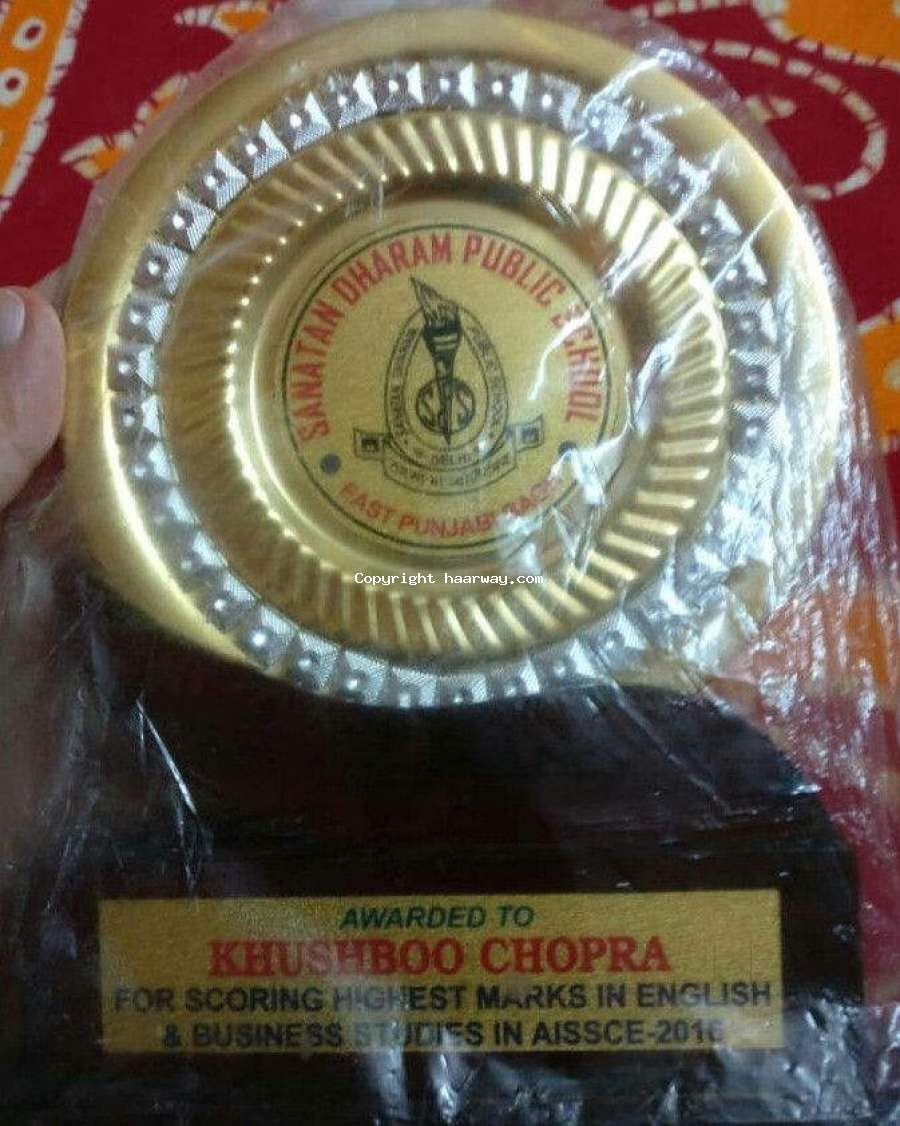 SANATAN DHARAM PUBLIC SCHOOL
DELHI
EAST PUNJABI BAGH
Copyright haarway.com
AWARDED TO
KHUSHBOO CHOPRA
FOR SCORING HIGHEST MARKS IN ENGLISH
& BUSINESS STUDIES IN AISSCE-2016